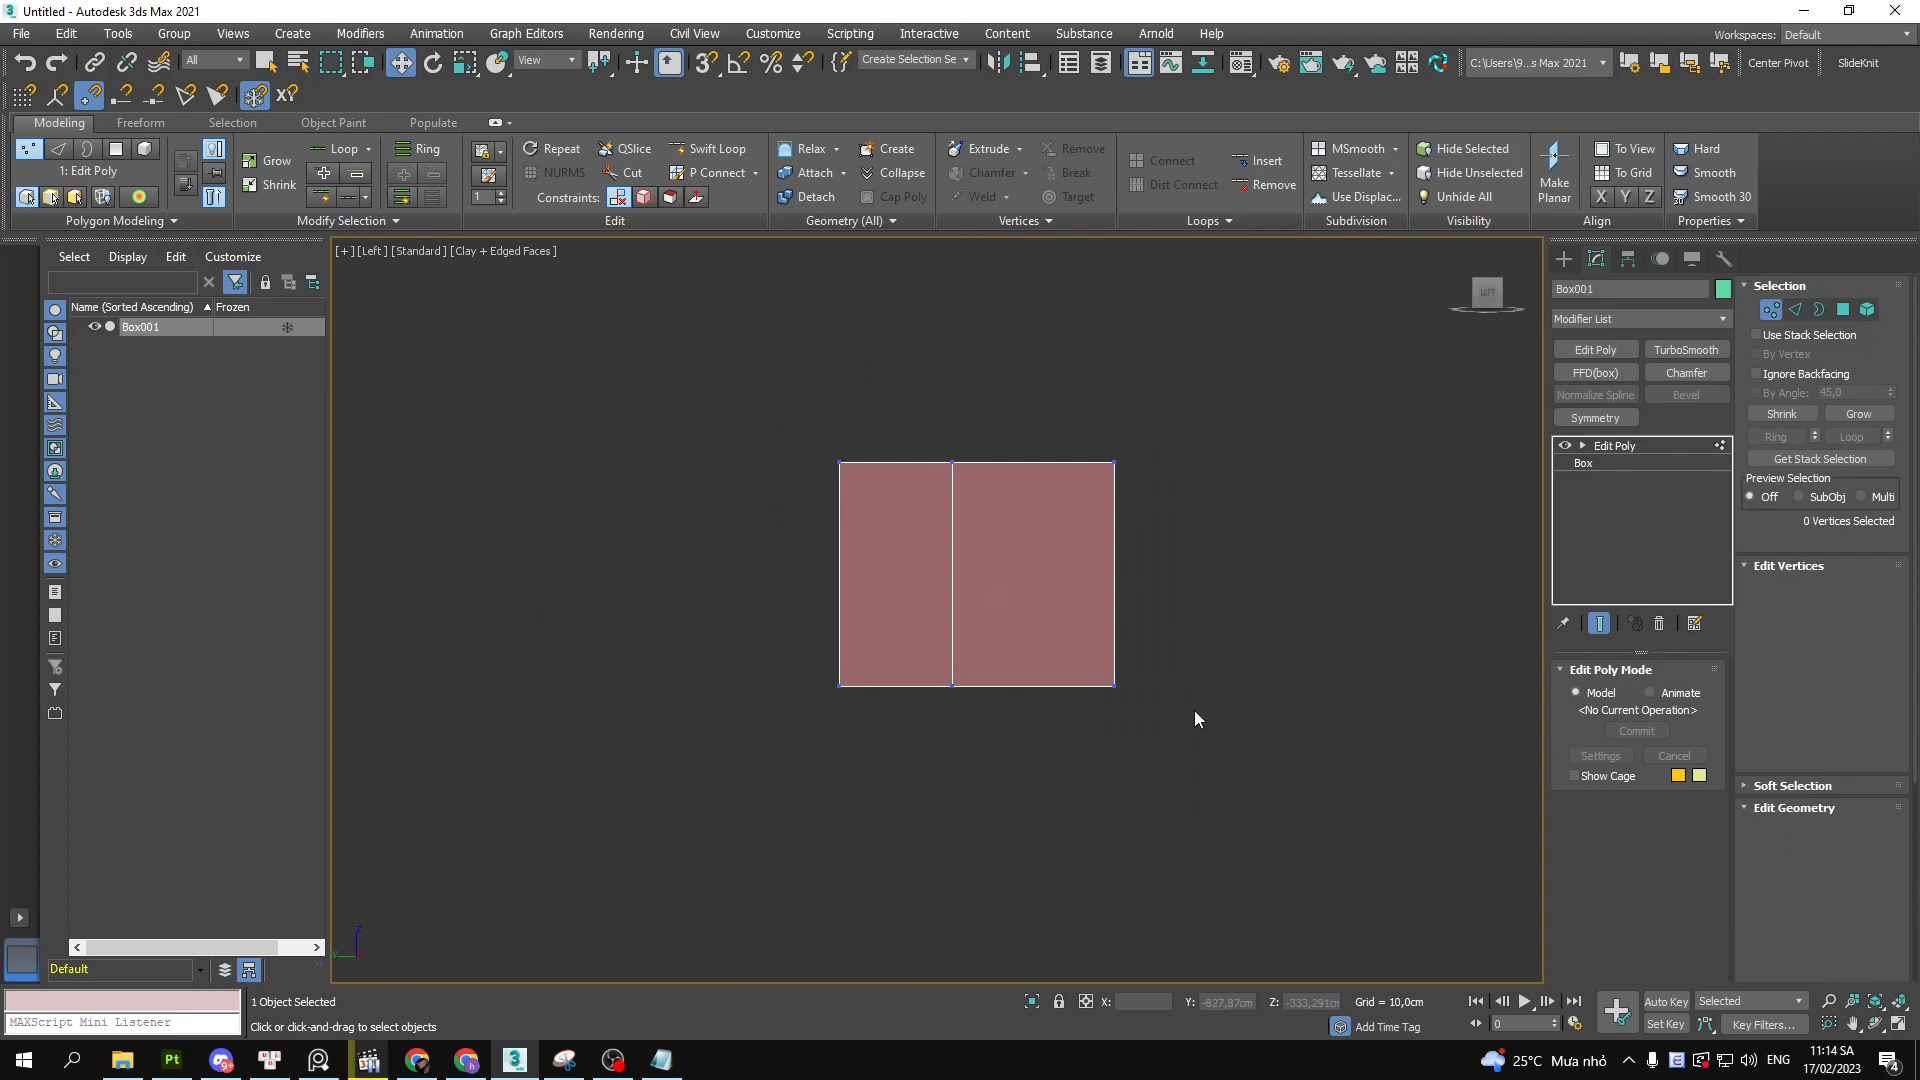 Untitled - Autodesk 3ds Max 2021
File Edit Tools Group Views Create Modifiers Animation Graph Editors Rendering Civil View Customize Scripting Interactive Content Substance Arnold Help
Workspaces: Default
All View Create Selection Se C:\Users\9...s Max 2021 Center Pivot SlideKnit
XY
Modeling Freeform Selection Object Paint Populate
Loop Ring Repeat QSlice Swift Loop Relax Create Extrude Remove MSmooth Hide Selected To View Hard
1: Edit Poly Grow NURMS Cut P Connect Attach Collapse Chamfer Break Connect Insert Tessellate Hide Unselected To Grid Smooth
Shrink 1 Constraints: Detach Cap Poly Weld Target Dist Connect Remove Use Displac... Unhide All Make Planar X Y Z Smooth 30
Polygon Modeling Modify Selection Edit Geometry (All) Vertices Loops Subdivision Visibility Align Properties
Select Display Edit Customize
[+] [Left ] [Standard ] [Clay + Edged Faces ]
LEFT
Name (Sorted Ascending) Frozen
Box001
Box001
Modifier List
Edit Poly TurboSmooth
FFD(box) Chamfer
Normalize Spline Bevel
Symmetry
Edit Poly
Box
Edit Poly Mode
Model Animate
<No Current Operation>
Commit
Settings Cancel
Show Cage
Selection
Use Stack Selection
By Vertex
Ignore Backfacing
By Angle: 45,0
Shrink Grow
Ring Loop
Get Stack Selection
Preview Selection
Off SubObj Multi
0 Vertices Selected
Edit Vertices
Soft Selection
Edit Geometry
z
y
Default
MAXScript Mini Listener
1 Object Selected
Click or click-and-drag to select objects
X: Y: -827,87cm Z: -333,291cm Grid = 10,0cm
Add Time Tag
0
Auto Key Selected
Set Key Key Filters...
Pt 9+ 3
25°C Mưa nhỏ ENG
11:14 SA
17/02/2023
4